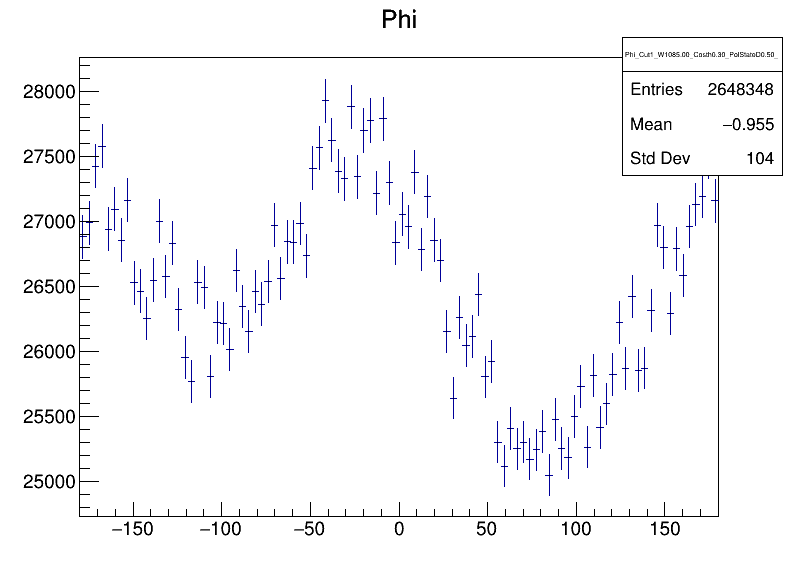 Phi
Phi_Cut1_W1085.00_Costh0.30_PolStateD0.50_
Entries 2648348
Mean −0.955
Std Dev 104
28000
27500
27000
26500
26000
25500
25000
−150 −100 −50 0 50 100 150